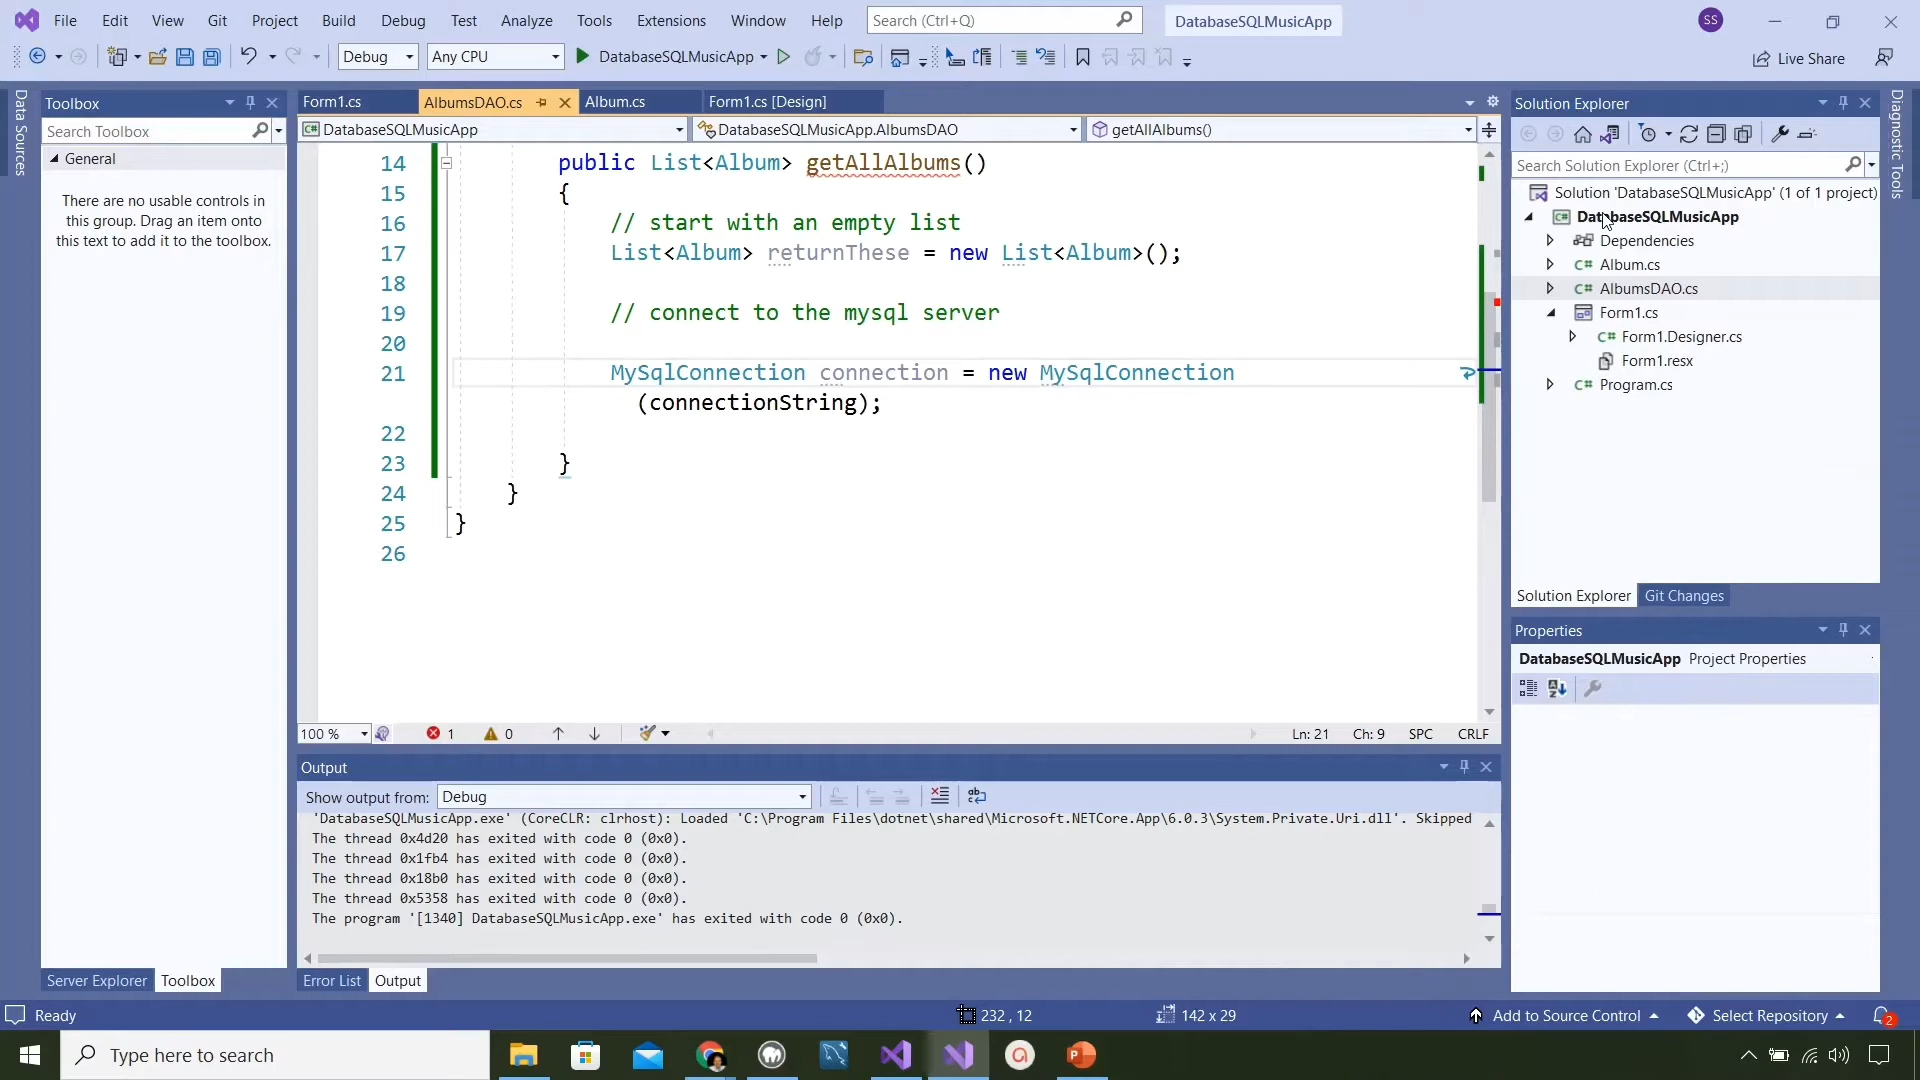 File Edit View Git Project Build Debug Test Analyze Tools Extensions Window Help Search (Ctrl+Q) DatabaseSQLMusicApp SS
Debug Any CPU DatabaseSQLMusicApp Live Share
Data Sources
Toolbox
Search Toolbox
General
There are no usable controls in
this group. Drag an item onto
this text to add it to the toolbox.
Server Explorer Toolbox
Form1.cs AlbumsDAO.cs Album.cs Form1.cs [Design]
DatabaseSQLMusicApp DatabaseSQLMusicApp.AlbumsDAO getAllAlbums()
14 public List<Album> getAllAlbums()
15 {
16 // start with an empty list
17 List<Album> returnThese = new List<Album>();
18
19 // connect to the mysql server
20
21 MySqlConnection connection = new MySqlConnection
(connectionString);
22
23 }
24 }
25 }
26
100 % 1 0 Ln: 21 Ch: 9 SPC CRLF
Output
Show output from: Debug
'DatabaseSQLMusicApp.exe' (CoreCLR: clrhost): Loaded 'C:\Program Files\dotnet\shared\Microsoft.NETCore.App\6.0.3\System.Private.Uri.dll'. Skipped
The thread 0x4d20 has exited with code 0 (0x0).
The thread 0x1fb4 has exited with code 0 (0x0).
The thread 0x18b0 has exited with code 0 (0x0).
The thread 0x5358 has exited with code 0 (0x0).
The program '[1340] DatabaseSQLMusicApp.exe' has exited with code 0 (0x0).
Error List Output
Solution Explorer
Search Solution Explorer (Ctrl+;)
Solution 'DatabaseSQLMusicApp' (1 of 1 project)
C# DatabaseSQLMusicApp
Dependencies
C# Album.cs
C# AlbumsDAO.cs
Form1.cs
C# Form1.Designer.cs
Form1.resx
C# Program.cs
Solution Explorer Git Changes
Properties
DatabaseSQLMusicApp Project Properties
Diagnostic Tools
Ready 232 , 12 142 x 29 Add to Source Control Select Repository 2
Type here to search